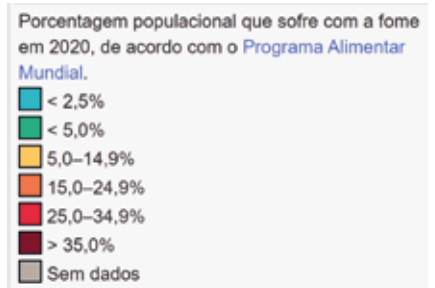 Porcentagem populacional que sofre com a fome
em 2020, de acordo com o Programa Alimentar
Mundial.
< 2,5%
< 5,0%
5,0–14,9%
15,0–24,9%
25,0–34,9%
> 35,0%
Sem dados